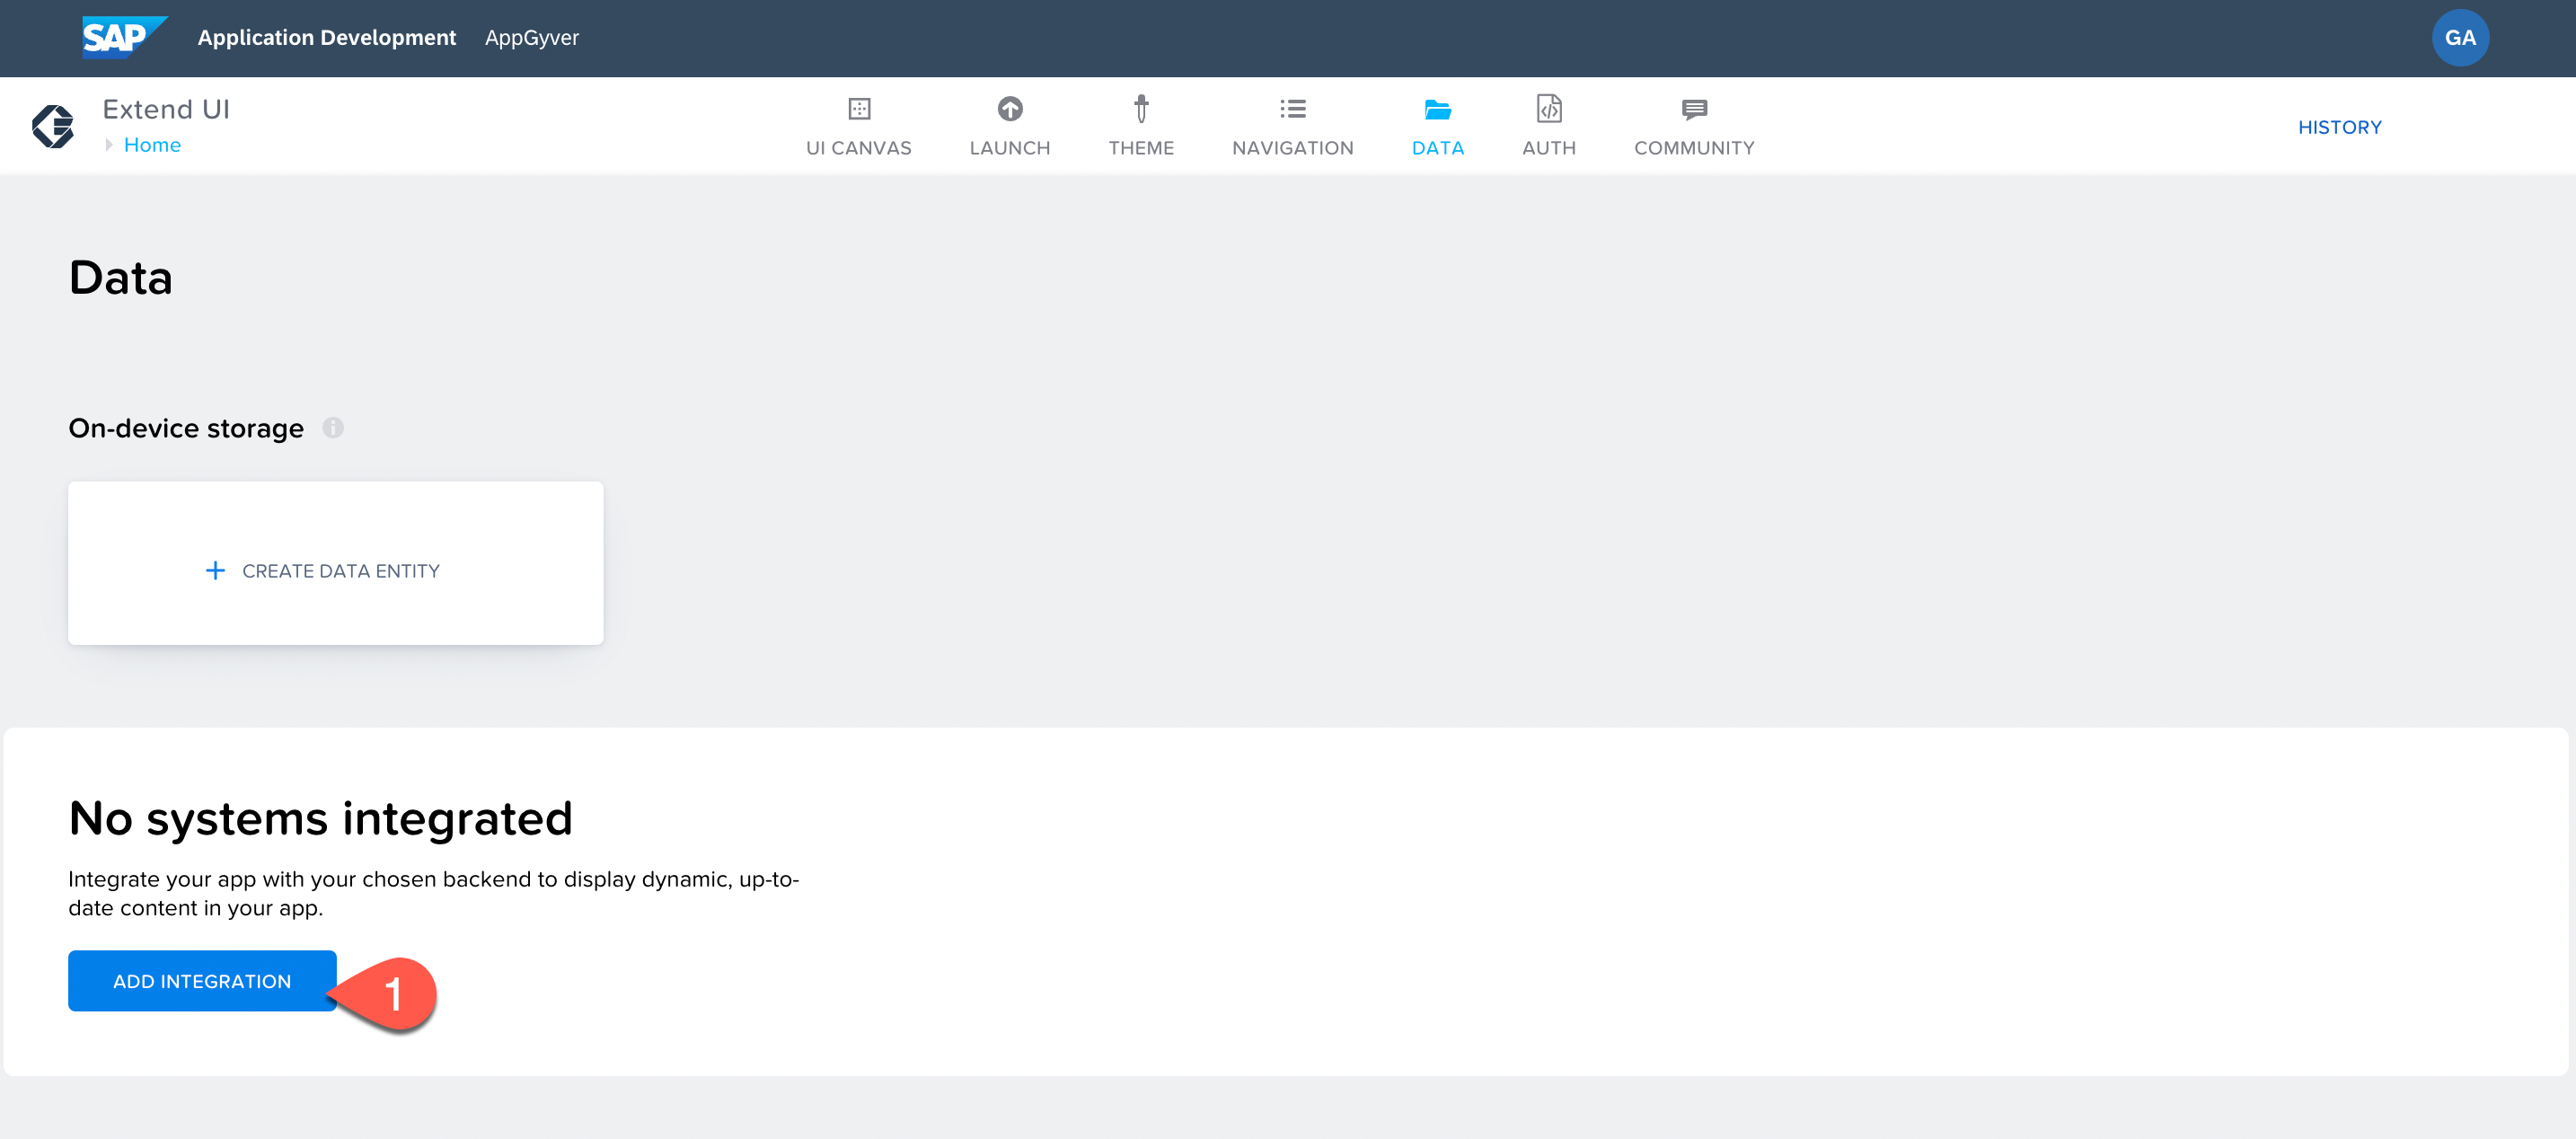 SAP Application Development AppGyver GA
Extend UI
Home
UI CANVAS LAUNCH THEME NAVIGATION DATA AUTH COMMUNITY
HISTORY
Data
On-device storage
CREATE DATA ENTITY
No systems integrated
Integrate your app with your chosen backend to display dynamic, up-to-
date content in your app.
ADD INTEGRATION
1